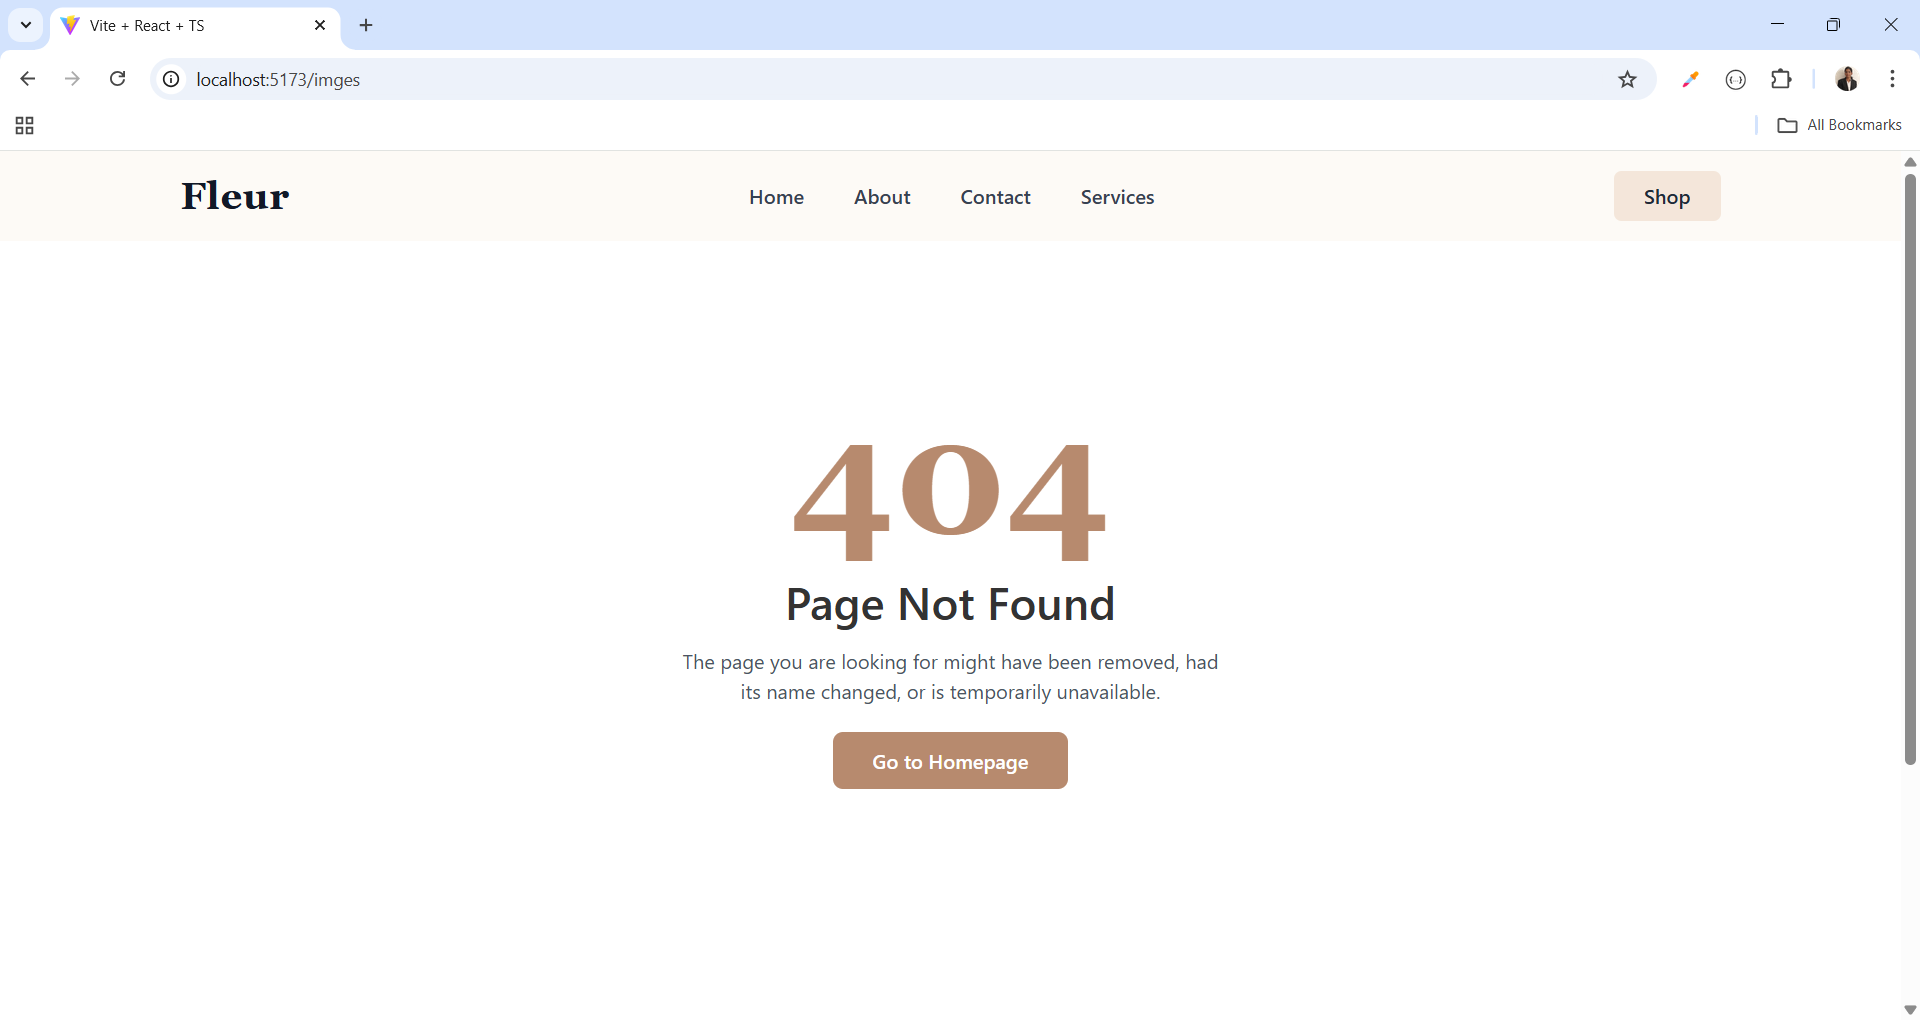 Vite + React + TS
localhost:5173/imges
All Bookmarks
Fleur
Home
About
Contact
Services
Shop
404
Page Not Found
The page you are looking for might have been removed, had
its name changed, or is temporarily unavailable.
Go to Homepage